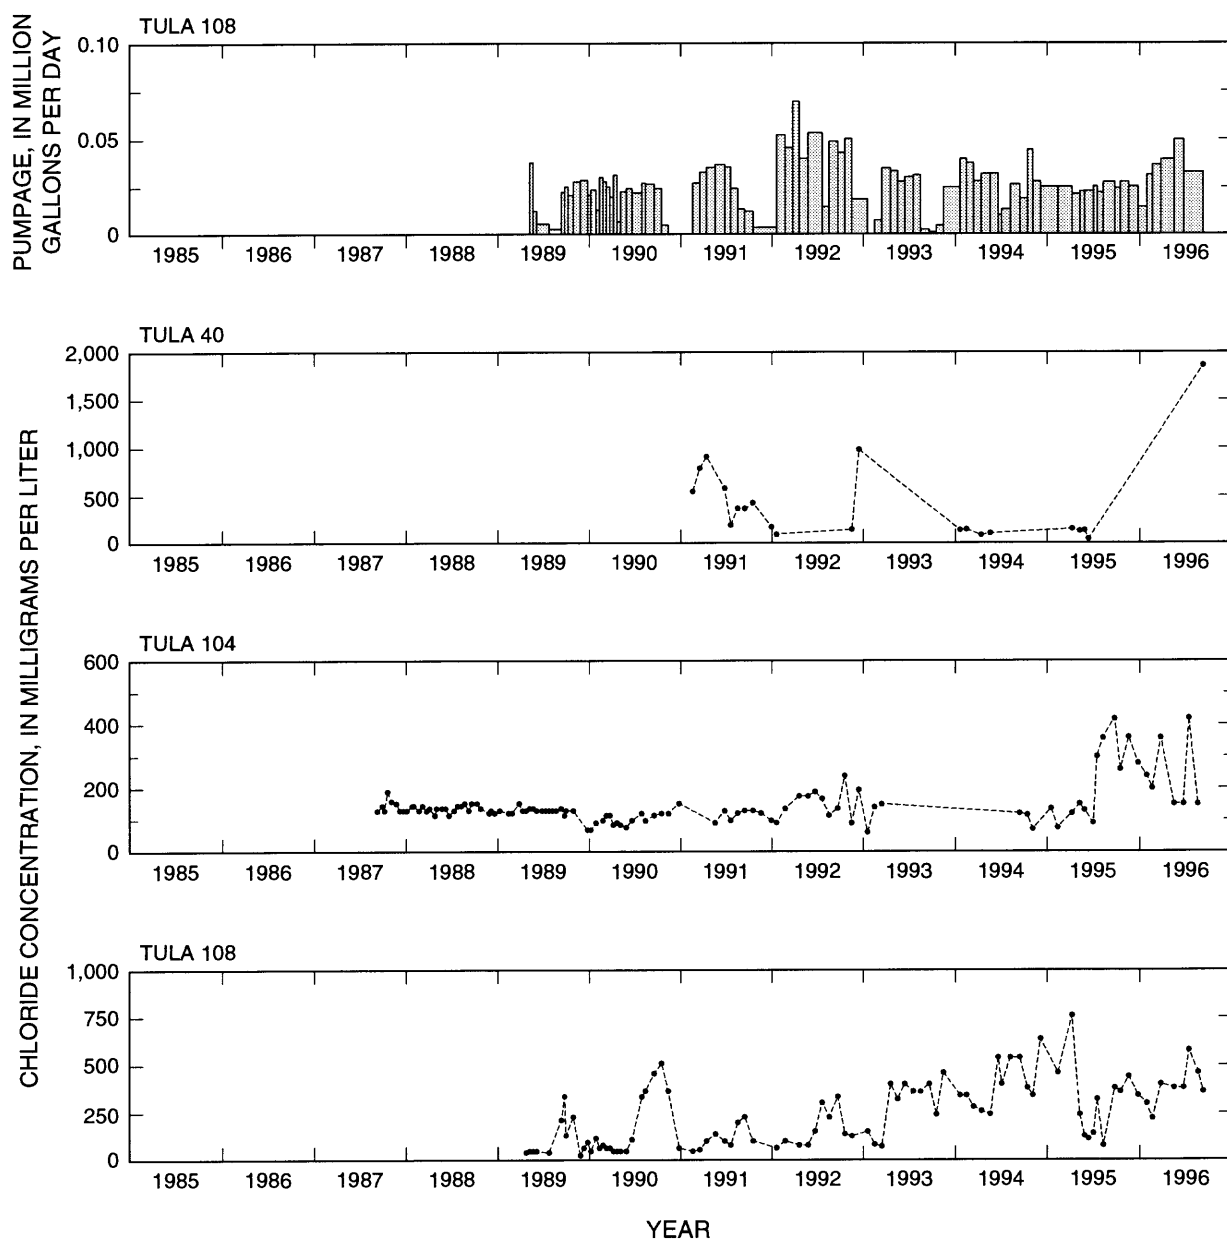 TULA 108
PUMPAGE, IN MILLION
GALLONS PER DAY
0.10
0.05
0
1985 1986 1987 1988 1989 1990 1991 1992 1993 1994 1995 1996
CHLORIDE CONCENTRATION, IN MILLIGRAMS PER LITER
TULA 40
2,000
1,500
1,000
500
0
1985 1986 1987 1988 1989 1990 1991 1992 1993 1994 1995 1996
TULA 104
600
400
200
0
1985 1986 1987 1988 1989 1990 1991 1992 1993 1994 1995 1996
TULA 108
1,000
750
500
250
0
1985 1986 1987 1988 1989 1990 1991 1992 1993 1994 1995 1996
YEAR